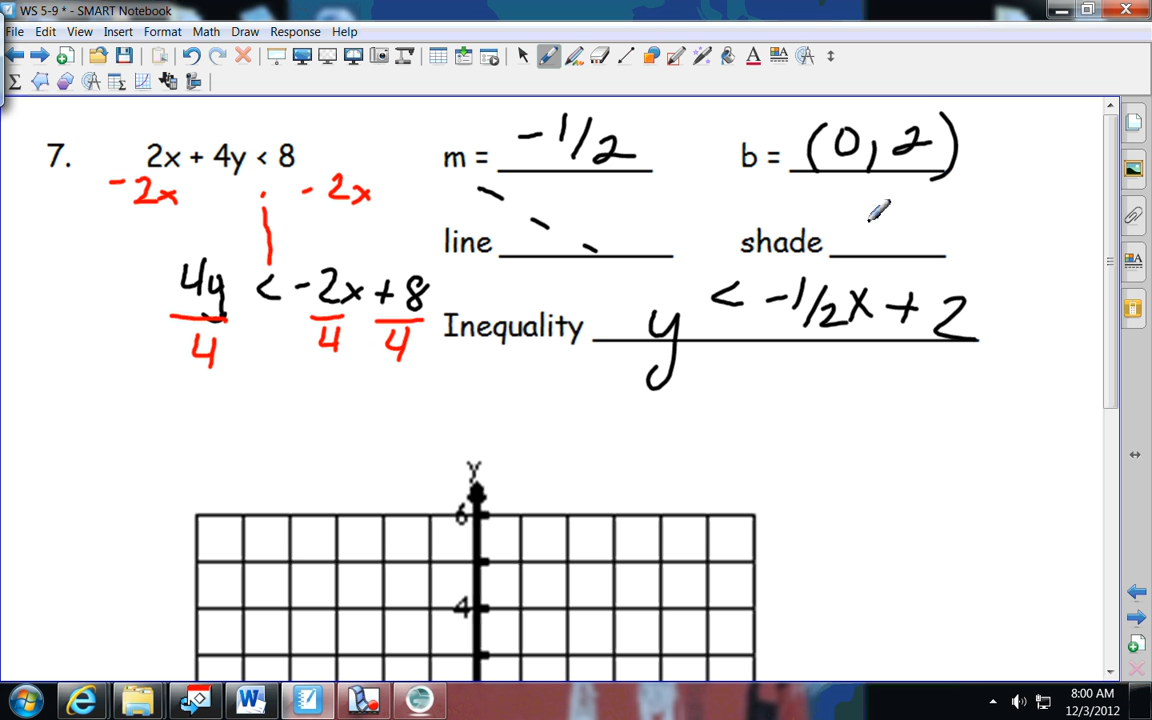 WS 5-9 * - SMART Notebook
File Edit View Insert Format Math Draw Response Help
7. 2x + 4y < 8 m = -1/2 b = (0, 2)
-2x -2x
line shade
4y < -2x + 8
4 4 4
Inequality y < -1/2x + 2
Y
6
4
8:00 AM
12/3/2012